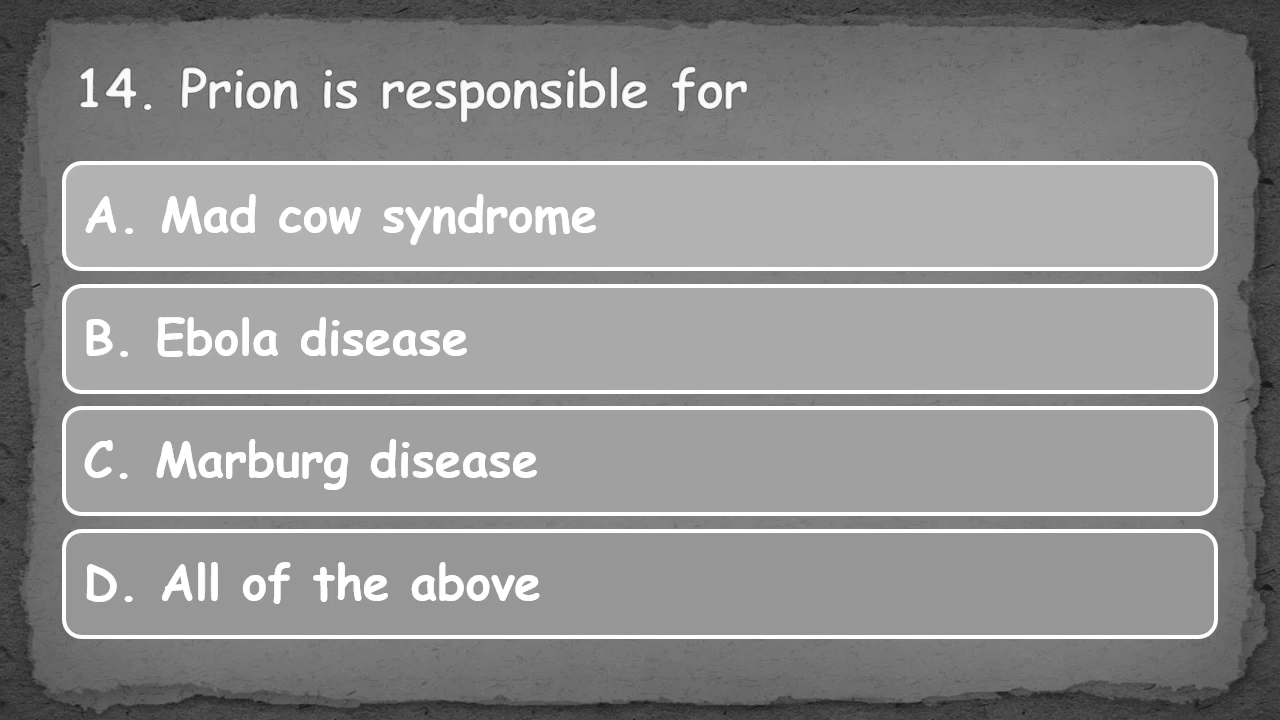 14. Prion is responsible for
A. Mad cow syndrome
B. Ebola disease
C. Marburg disease
D. All of the above